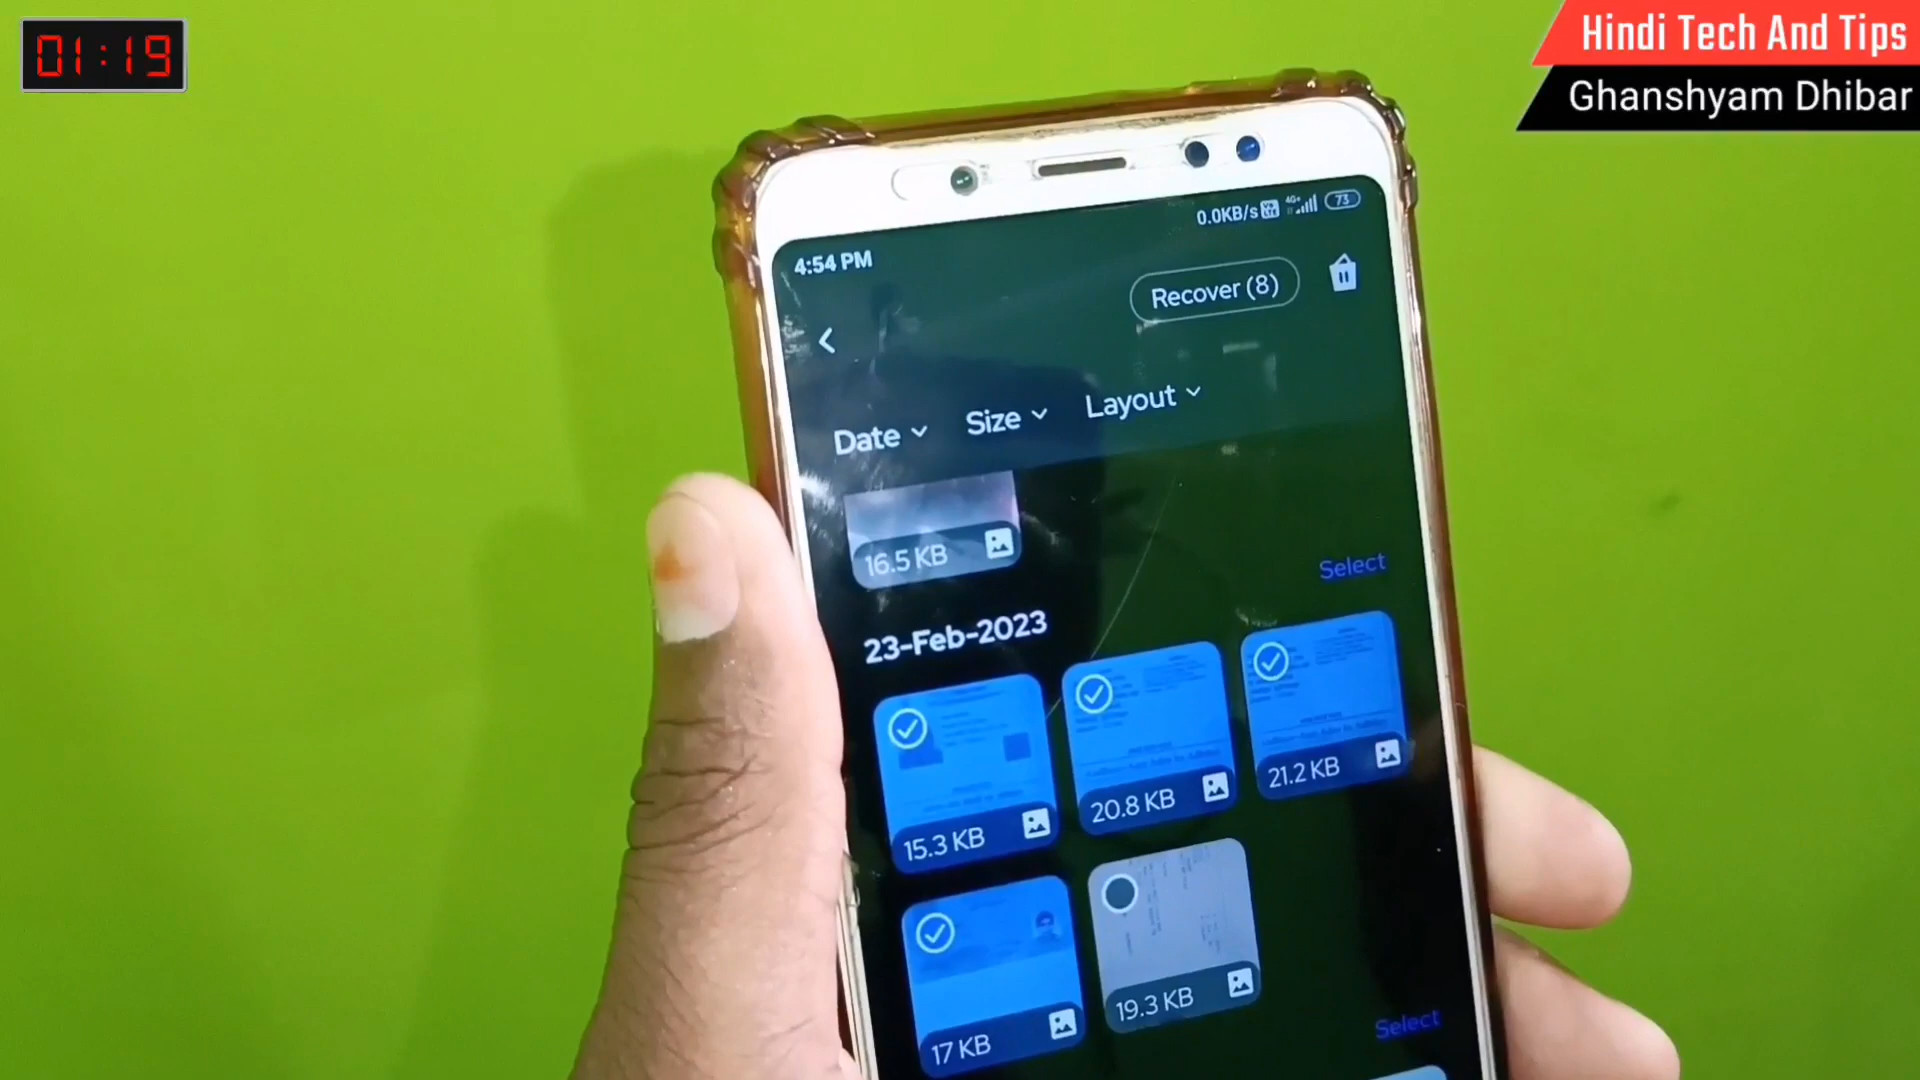 01:19
Hindi Tech And Tips
Ghanshyam Dhibar
0.0KB/s 4G+ 73
4:54 PM
Recover (8)
Date Size Layout
16.5 KB
Select
23-Feb-2023
15.3 KB 20.8 KB 21.2 KB
17 KB 19.3 KB
Select